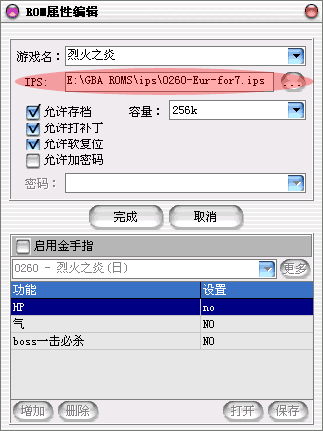 ROM属性编辑
游戏名: 烈火之炎
IPS: E:\GBA ROMS\ips\0260-Eur-for7.ips ...
允许存档 容量: 256k
允许打补丁
允许软复位
允许加密码
密码:
完成 取消
启用金手指
0260 - 烈火之炎(日) 更多
功能 设置
HP no
气 NO
boss一击必杀 NO
增加 删除 打开 保存